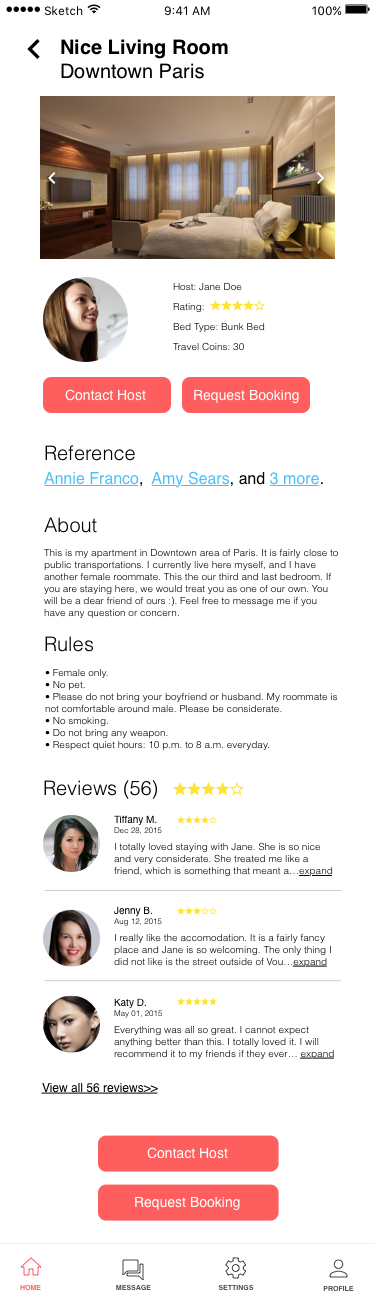 Sketch 9:41 AM 100%
Nice Living Room
Downtown Paris
Host: Jane Doe
Rating:
Bed Type: Bunk Bed
Travel Coins: 30
Contact Host Request Booking
Reference
Annie Franco, Amy Sears, and 3 more.
About
This is my apartment in Downtown area of Paris. It is fairly close to
public transportations. I currently live here myself, and I have
another female roommate. This the our third and last bedroom. If
you are staying here, we would treat you as one of our own. You
will be a dear friend of ours :). Feel free to message me if you
have any question or concern.
Rules
• Female only.
• No pet.
• Please do not bring your boyfriend or husband. My roommate is
not comfortable around male. Please be considerate.
• No smoking.
• Do not bring any weapon.
• Respect quiet hours: 10 p.m. to 8 a.m. everyday.
Reviews (56)
Tiffany M.
Dec 28, 2015
I totally loved staying with Jane. She is so nice
and very considerate. She treated me like a
friend, which is something that meant a...expand
Jenny B.
Aug 12, 2015
I really like the accomodation. It is a fairly fancy
place and Jane is so welcoming. The only thing I
did not like is the street outside of You...expand
Katy D.
May 01, 2015
Everything was all so great. I cannot expect
anything better than this. I totally loved it. I will
recommend it to my friends if they ever... expand
View all 56 reviews>>
Contact Host
Request Booking
HOME MESSAGE SETTINGS PROFILE